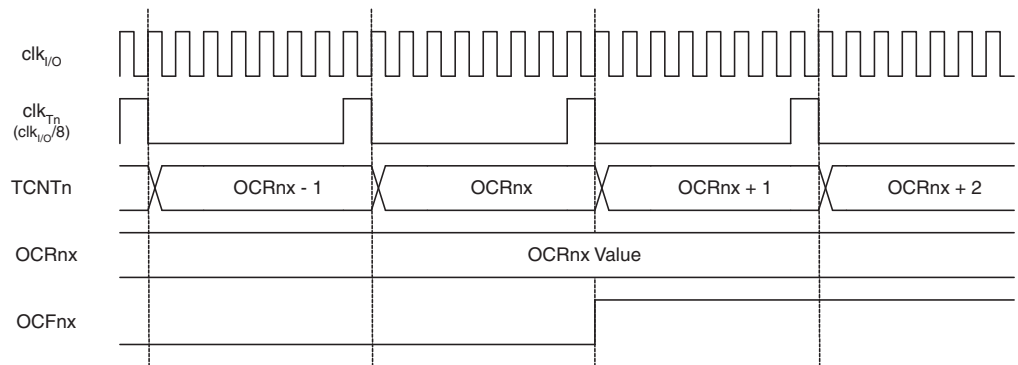 clkI/O
clkTn
(clkI/O/8)
TCNTn
OCRnx - 1
OCRnx
OCRnx + 1
OCRnx + 2
OCRnx
OCRnx Value
OCFnx